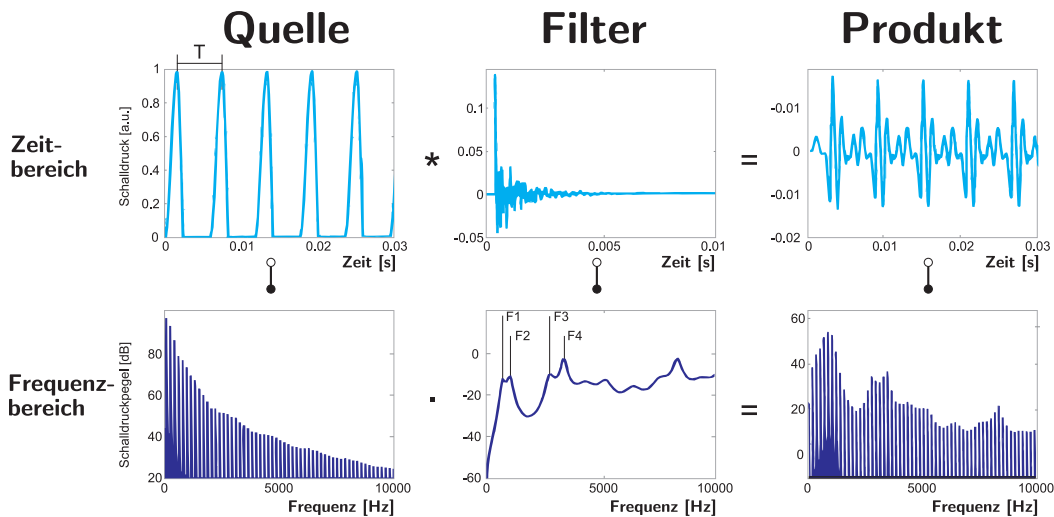 Quelle
Filter
Produkt
Zeit-
bereich
Schalldruck [a.u.]
T
1
0.8
0.6
0.4
0.2
0
0
0.01
0.02
0.03
Zeit [s]
*
0.1
0.05
0
-0.05
0
0.005
0.01
Zeit [s]
=
-0.01
0
-0.01
-0.02
0
0.01
0.02
0.03
Zeit [s]
Frequenz-
bereich
Schalldruckpegel [dB]
80
60
40
20
0
5000
10000
Frequenz [Hz]
·
F1
F2
F3
F4
0
−20
−40
−60
0
5000
10000
Frequenz [Hz]
=
60
40
20
0
0
5000
10000
Frequenz [Hz]